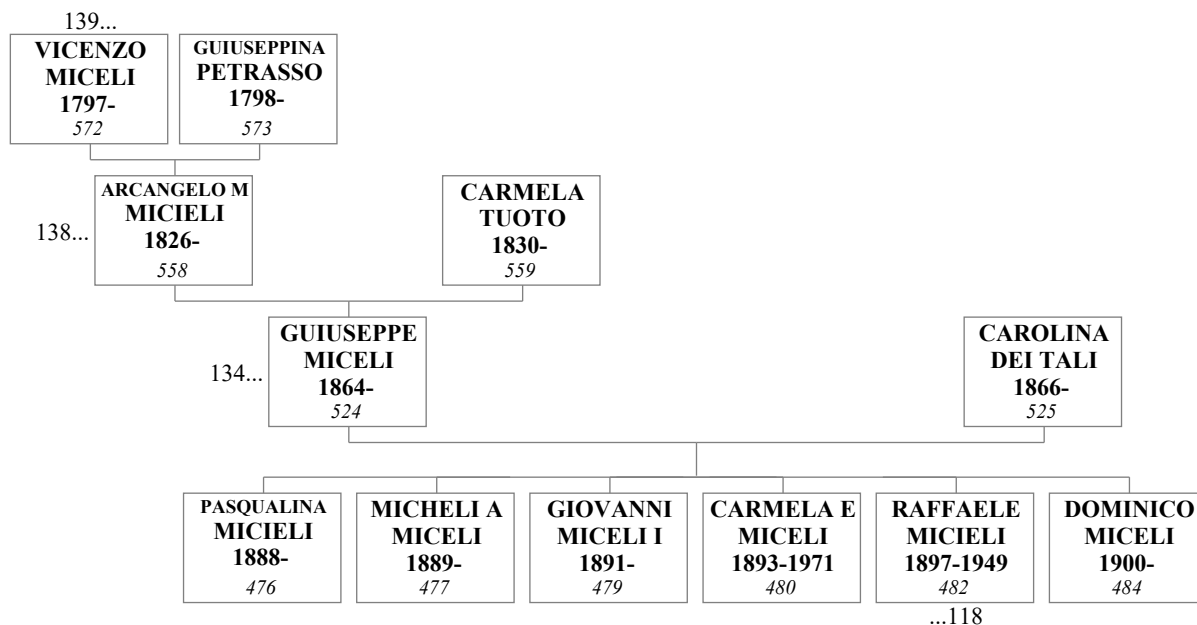 139...
VICENZO
MICELI
1797-
572
GUIUSEPPINA
PETRASSO
1798-
573
138...
ARCANGELO M
MICIELI
1826-
558
CARMELA
TUOTO
1830-
559
134...
GUIUSEPPE
MICELI
1864-
524
CAROLINA
DEI TALI
1866-
525
PASQUALINA
MICIELI
1888-
476
MICHELI A
MICELI
1889-
477
GIOVANNI
MICELI I
1891-
479
CARMELA E
MICELI
1893-1971
480
RAFFAELE
MICIELI
1897-1949
482
...118
DOMINICO
MICELI
1900-
484